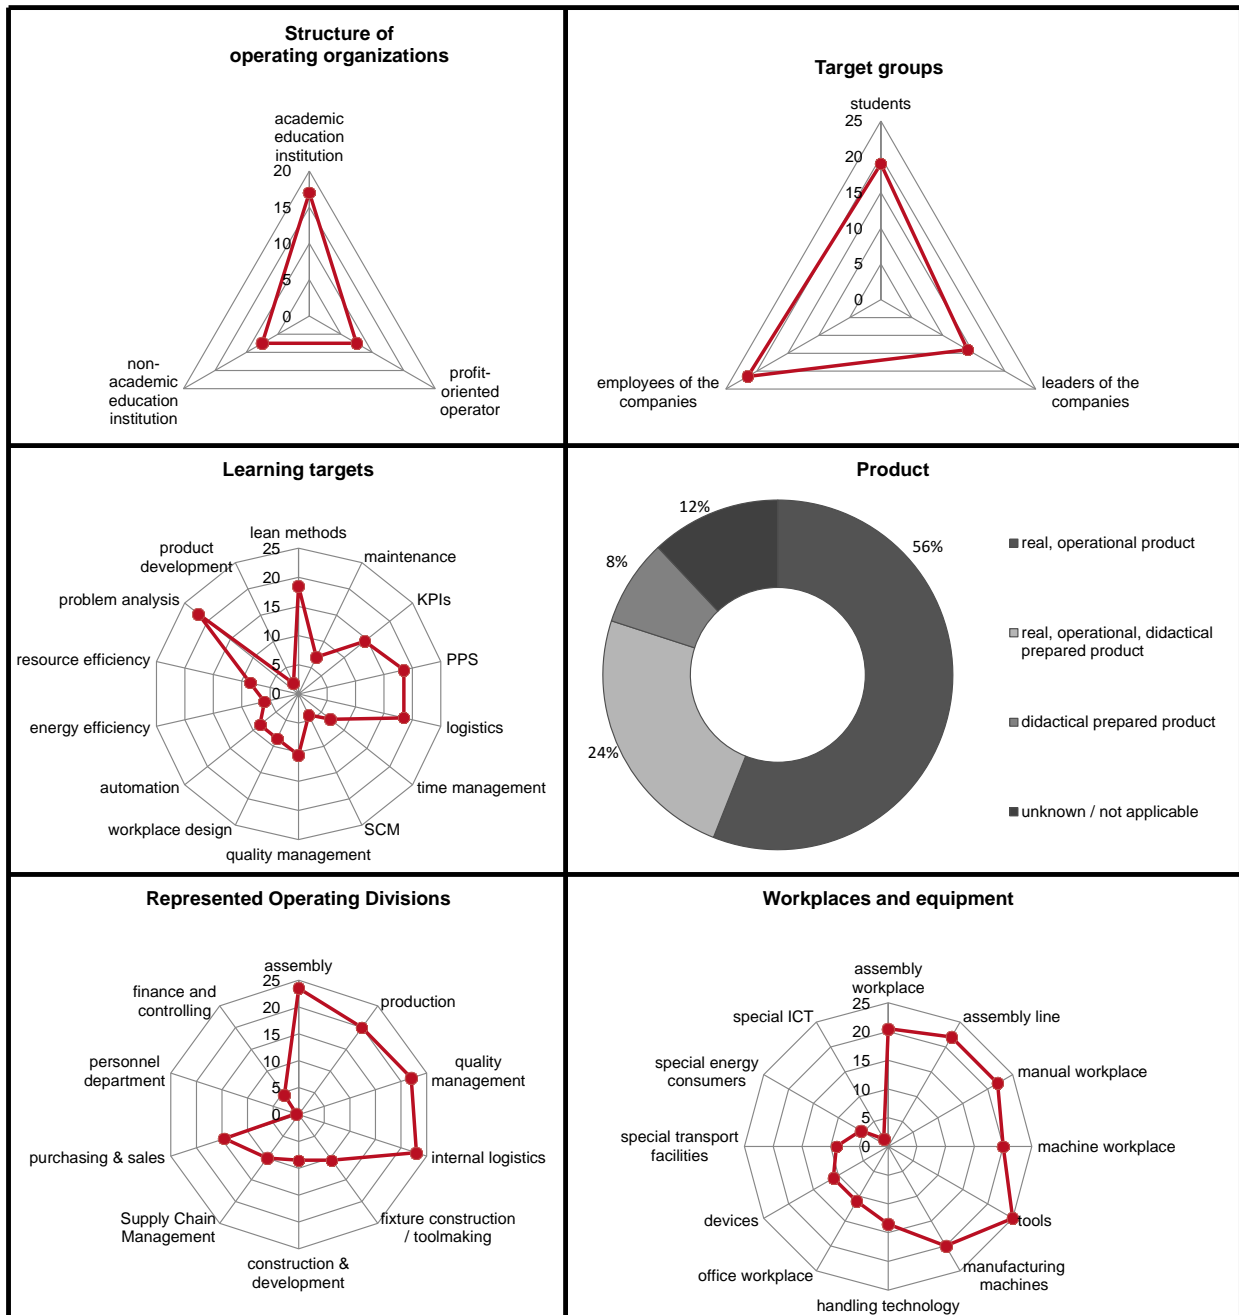 Structure of
operating organizations
academic
education
institution
20
15
10
5
0
non-
academic
education
institution
profit-
oriented
operator
Target groups
students
25
20
15
10
5
0
employees of the
companies
leaders of the
companies
Learning targets
lean methods
maintenance
KPIs
PPS
logistics
time management
SCM
quality management
workplace design
automation
energy efficiency
resource efficiency
problem analysis
product
development
25
20
15
10
5
0
Product
12%
56%
8%
24%
real, operational product
real, operational, didactical
prepared product
didactical prepared product
unknown / not applicable
Represented Operating Divisions
assembly
production
quality
management
internal logistics
fixture construction
/ toolmaking
construction &
development
Supply Chain
Management
purchasing & sales
personnel
department
finance and
controlling
25
20
15
10
5
0
Workplaces and equipment
assembly
workplace
assembly line
manual workplace
machine workplace
tools
manufacturing
machines
handling technology
office workplace
devices
special transport
facilities
special energy
consumers
special ICT
25
20
15
10
5
0